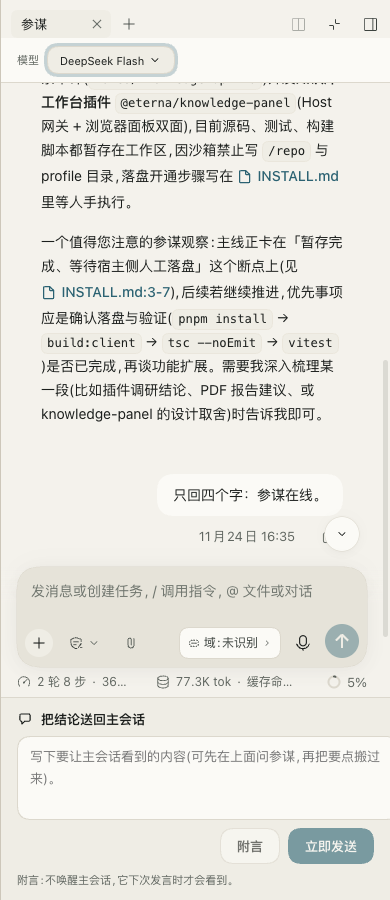 参谋
模型 DeepSeek Flash
工作台插件 @eterna/knowledge-panel (Host
网关 + 浏览器面板双面),目前源码、测试、构建
脚本都暂存在工作区,因沙箱禁止写 /repo 与
profile 目录,落盘开通步骤写在 INSTALL.md
里等人手执行。
一个值得您注意的参谋观察:主线正卡在「暂存完
成、等待宿主侧人工落盘」这个断点上(见
INSTALL.md:3-7),后续若继续推进,优先事项
应是确认落盘与验证( pnpm install →
build:client → tsc --noEmit → vitest
)是否已完成,再谈功能扩展。需要我深入梳理某
一段(比如插件调研结论、PDF 报告建议、或
knowledge-panel 的设计取舍)时告诉我即可。
只回四个字:参谋在线。
11月24日 16:35
发消息或创建任务, / 调用指令, @ 文件或对话
域:未识别
2 轮 8 步 · 36... 77.3K tok · 缓存命... 5%
把结论送回主会话
写下要让主会话看到的内容(可先在上面问参谋,再把要点搬过
来)。
附言 立即发送
附言:不唤醒主会话,它下次发言时才会看到。